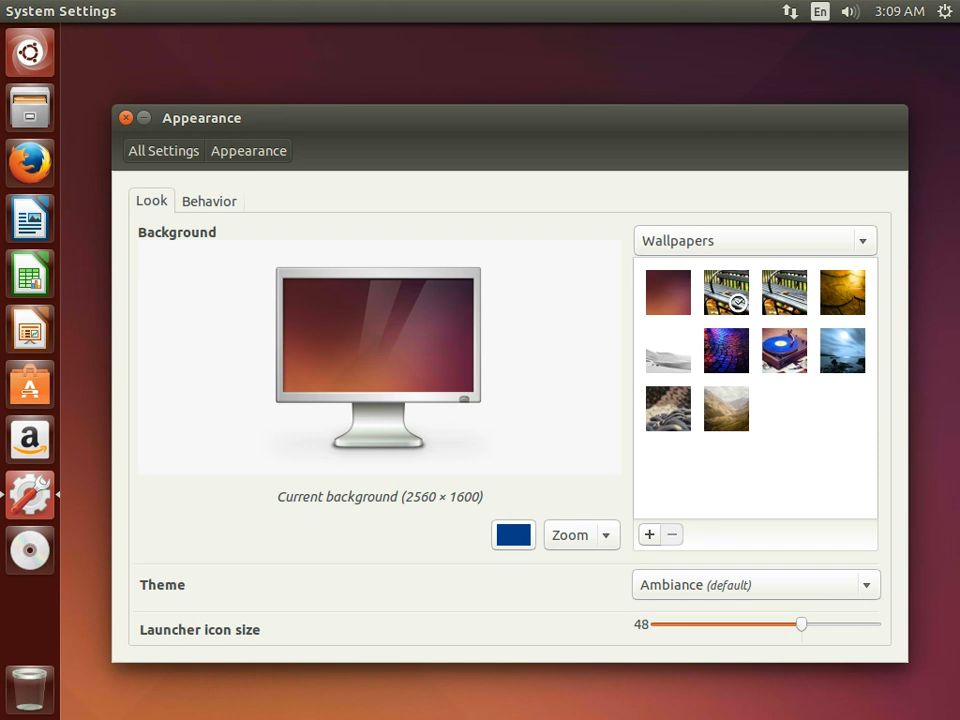 System Settings
En
3:09 AM
Appearance
All Settings
Appearance
Look
Behavior
Background
Wallpapers
Current background (2560 × 1600)
Zoom
Theme
Ambiance (default)
Launcher icon size
48